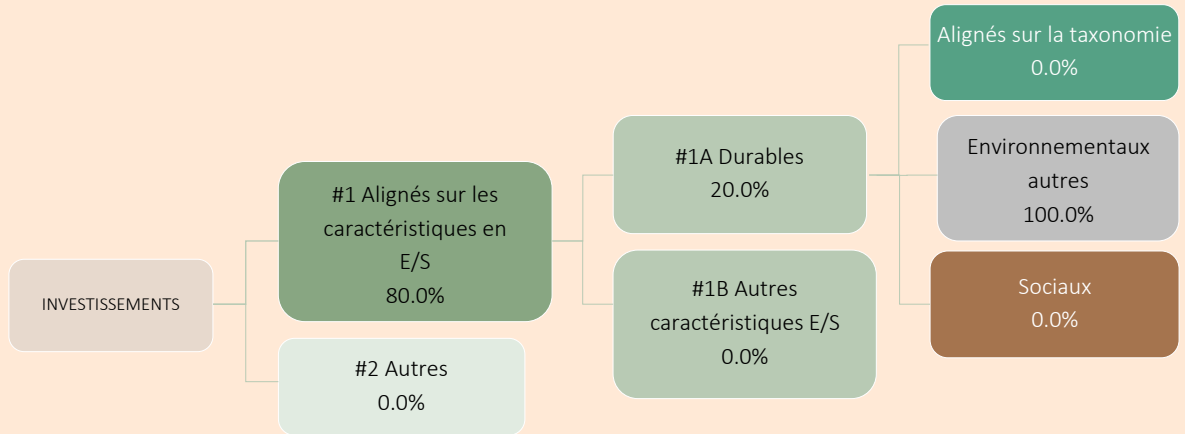 INVESTISSEMENTS
#1 Alignés sur les
caractéristiques en
E/S
80.0%
#2 Autres
0.0%
#1A Durables
20.0%
#1B Autres
caractéristiques E/S
0.0%
Alignés sur la taxonomie
0.0%
Environnementaux
autres
100.0%
Sociaux
0.0%